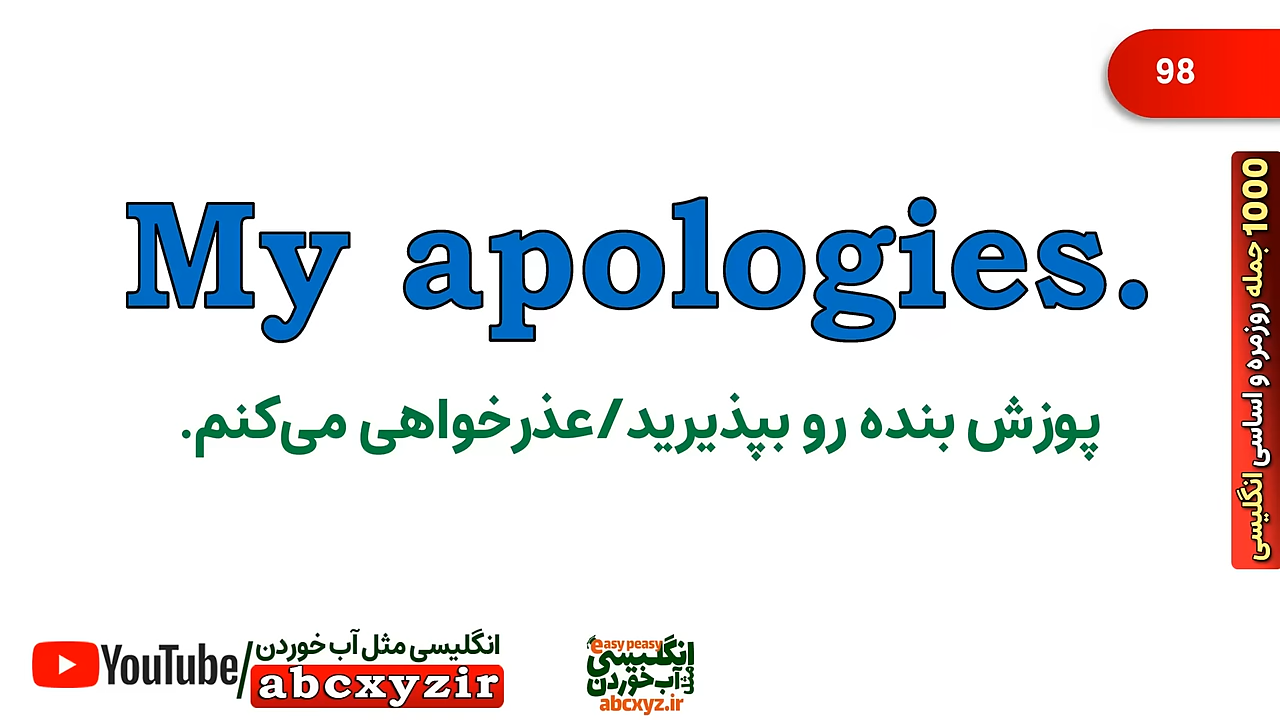 98
1000 جمله روزمره و اساسی انگلیسی
My apologies.
پوزش بنده رو بپذیرید/عذرخواهی می‌کنم.
YouTube/
انگلیسی مثل آب خوردن
abcxyzir
easy peasy
انگلیسی
مثل
آب خوردن
abcxyz.ir